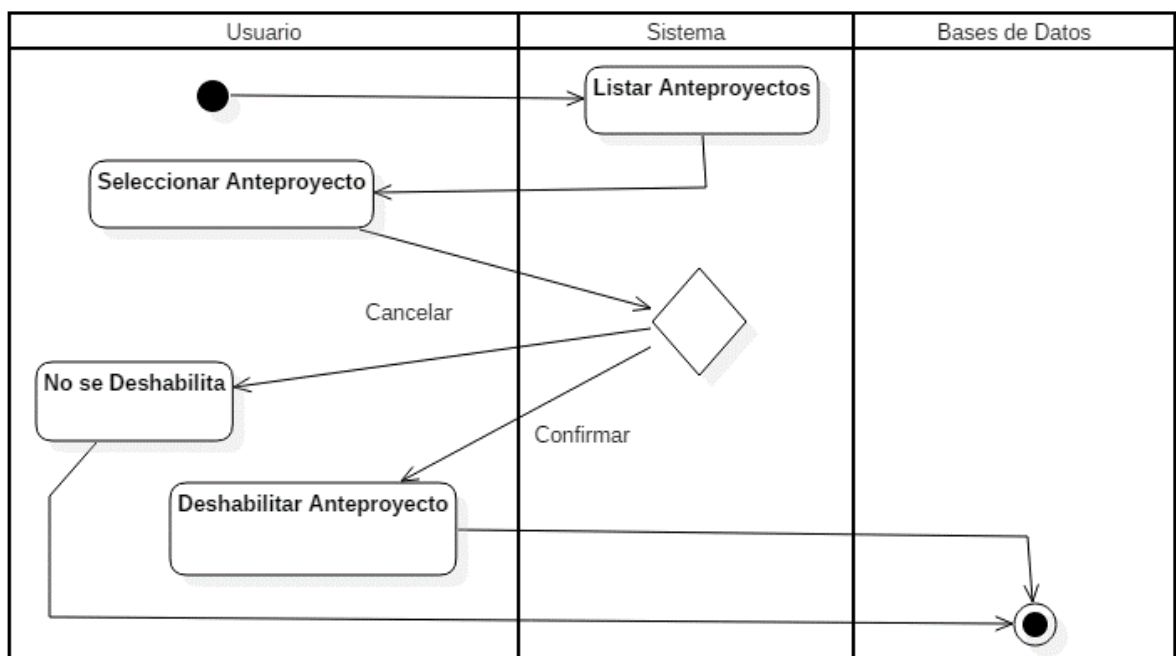 Usuario
Sistema
Bases de Datos
Listar Anteproyectos
Seleccionar Anteproyecto
Cancelar
No se Deshabilita
Confirmar
Deshabilitar Anteproyecto